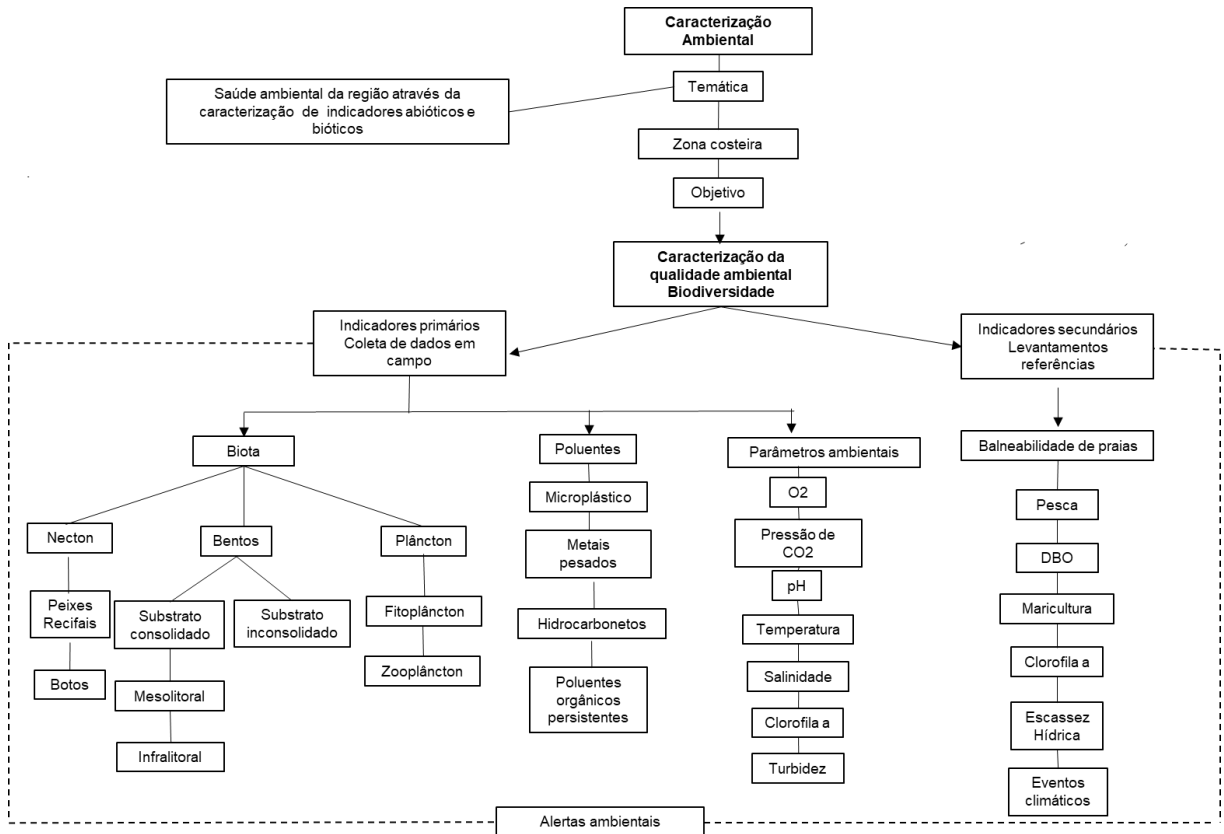 Caracterização
Ambiental
Temática
Saúde ambiental da região através da
caracterização de indicadores abióticos e
bióticos
Zona costeira
Objetivo
Caracterização da
qualidade ambiental
Biodiversidade
Indicadores primários
Coleta de dados em
campo
Indicadores secundários
Levantamentos
referências
Biota
Necton
Peixes
Recifais
Botos
Bentos
Substrato
consolidado
Mesolitoral
Infralitoral
Substrato
inconsolidado
Plâncton
Fitoplâncton
Zooplâncton
Poluentes
Microplástico
Metais
pesados
Hidrocarbonetos
Poluentes
orgânicos
persistentes
Parâmetros ambientais
O2
Pressão de
CO2
pH
Temperatura
Salinidade
Clorofila a
Turbidez
Balneabilidade de praias
Pesca
DBO
Maricultura
Clorofila a
Escassez
Hídrica
Eventos
climáticos
Alertas ambientais